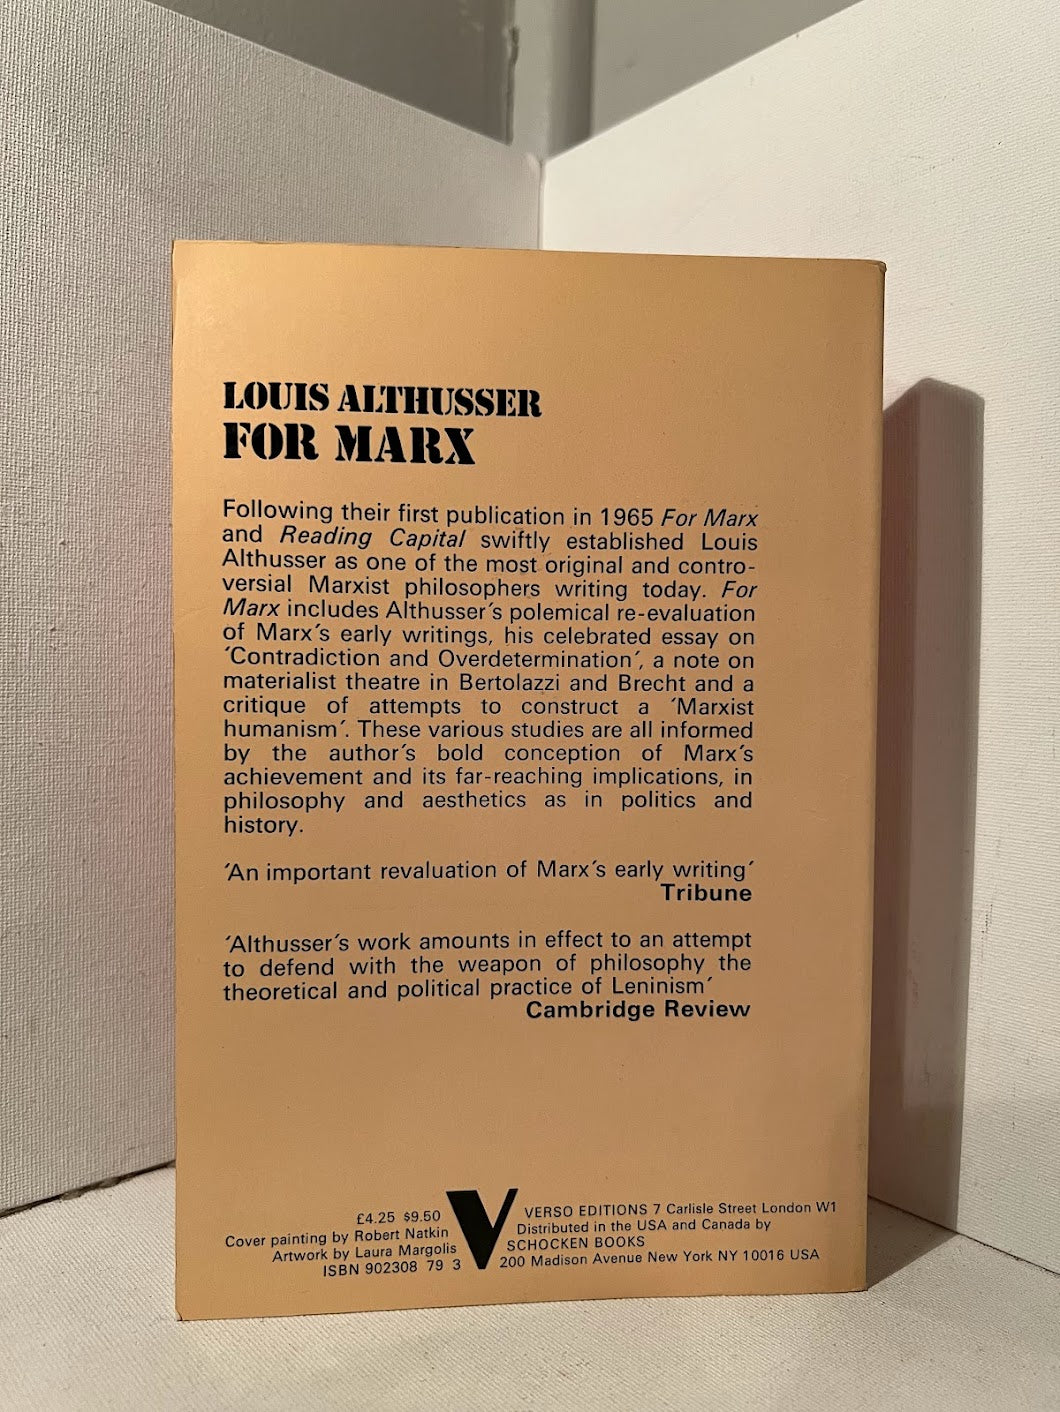 LOUIS ALTHUSSER
FOR MARX
Following their first publication in 1965 For Marx
and Reading Capital swiftly established Louis
Althusser as one of the most original and contro-
versial Marxist philosophers writing today. For
Marx includes Althusser's polemical re-evaluation
of Marx's early writings, his celebrated essay on
'Contradiction and Overdetermination', a note on
materialist theatre in Bertolazzi and Brecht and a
critique of attempts to construct a 'Marxist
humanism'. These various studies are all informed
by the author's bold conception of Marx's
achievement and its far-reaching implications, in
philosophy and aesthetics as in politics and
history.
'An important revaluation of Marx's early writing'
Tribune
'Althusser's work amounts in effect to an attempt
to defend with the weapon of philosophy the
theoretical and political practice of Leninism'
Cambridge Review
£4.25 $9.50
Cover painting by Robert Natkin
Artwork by Laura Margolis
ISBN 902308 79 3
V
VERSO EDITIONS 7 Carlisle Street London W1
Distributed in the USA and Canada by
SCHOCKEN BOOKS
200 Madison Avenue New York NY 10016 USA